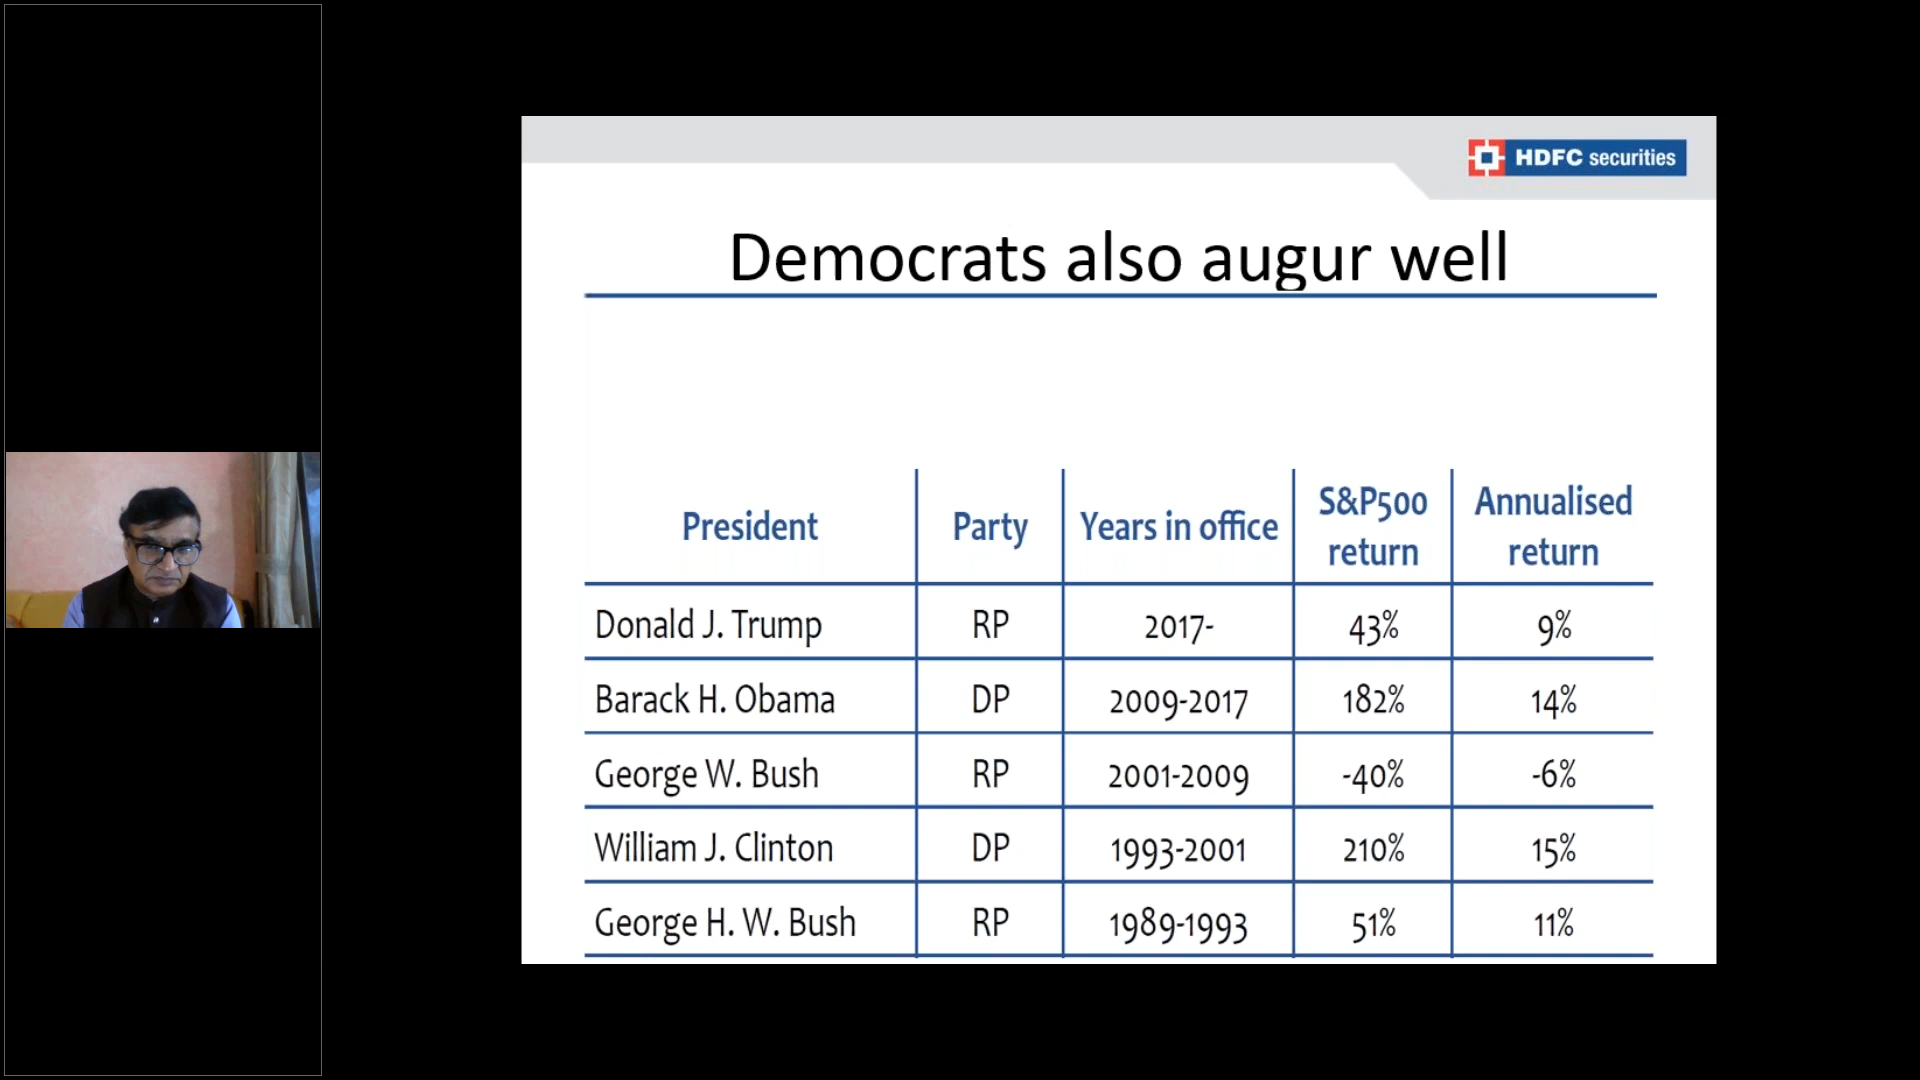 HDFC securities
Democrats also augur well
President Party Years in office S&P500 return Annualised return
Donald J. Trump RP 2017- 43% 9%
Barack H. Obama DP 2009-2017 182% 14%
George W. Bush RP 2001-2009 -40% -6%
William J. Clinton DP 1993-2001 210% 15%
George H. W. Bush RP 1989-1993 51% 11%